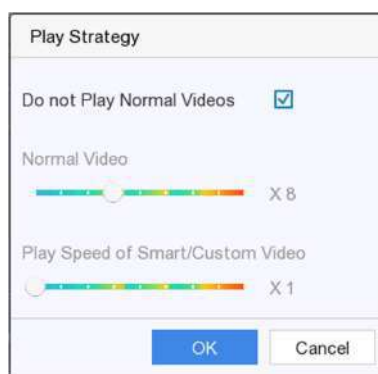 Play Strategy
Do not Play Normal Videos
Normal Video
X 8
Play Speed of Smart/Custom Video
X 1
OK
Cancel